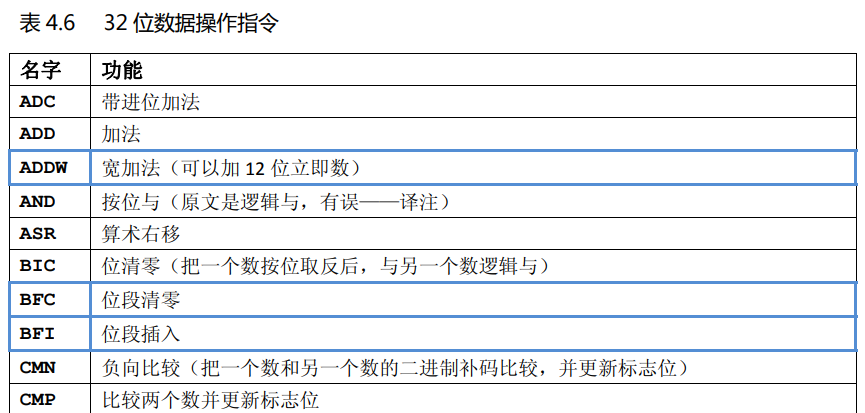 表 4.6 32 位数据操作指令
名字 功能
ADC 带进位加法
ADD 加法
ADDW 宽加法（可以加 12 位立即数）
AND 按位与（原文是逻辑与，有误——译注）
ASR 算术右移
BIC 位清零（把一个数按位取反后，与另一个数逻辑与）
BFC 位段清零
BFI 位段插入
CMN 负向比较（把一个数和另一个数的二进制补码比较，并更新标志位）
CMP 比较两个数并更新标志位